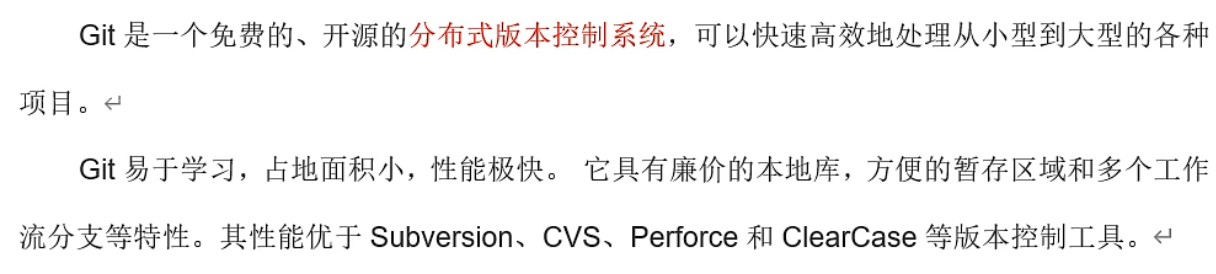 Git 是一个免费的、开源的分布式版本控制系统，可以快速高效地处理从小型到大型的各种
项目。↵
Git 易于学习，占地面积小，性能极快。 它具有廉价的本地库，方便的暂存区域和多个工作
流分支等特性。其性能优于 Subversion、CVS、Perforce 和 ClearCase 等版本控制工具。↵